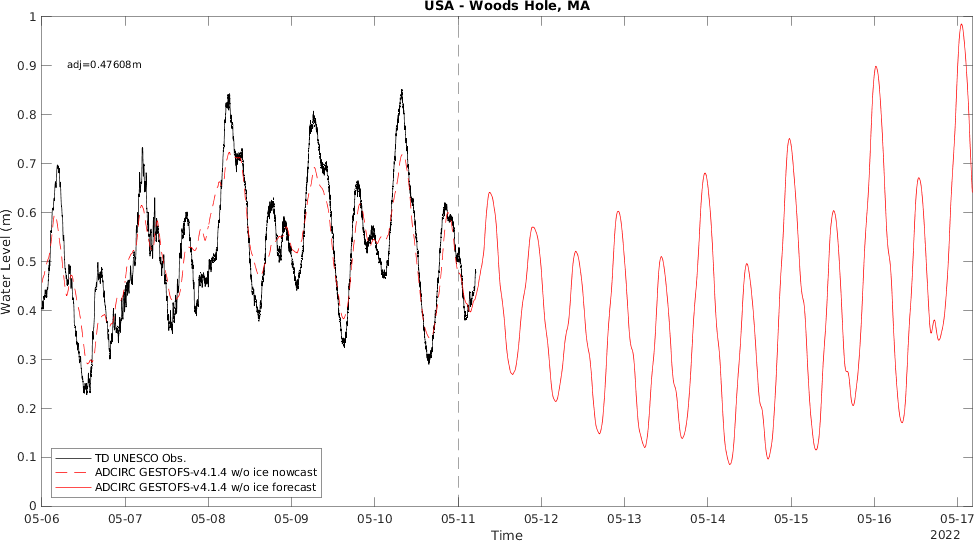 USA - Woods Hole, MA
adj=0.47608m
Water Level (m)
1
0.9
0.8
0.7
0.6
0.5
0.4
0.3
0.2
0.1
0
TD UNESCO Obs.
ADCIRC GESTOFS-v4.1.4 w/o ice nowcast
ADCIRC GESTOFS-v4.1.4 w/o ice forecast
05-06 05-07 05-08 05-09 05-10 05-11 05-12 05-13 05-14 05-15 05-16 05-17
Time
2022